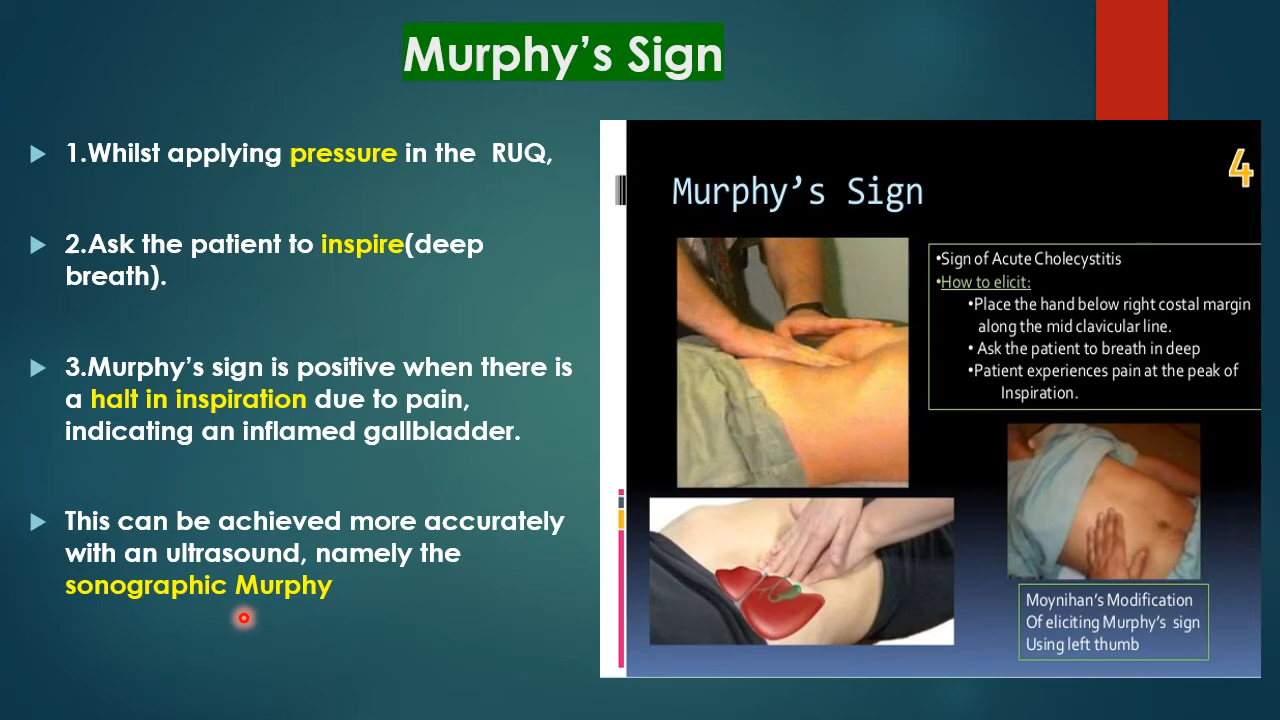 Murphy’s Sign
1.Whilst applying pressure in the RUQ,
2.Ask the patient to inspire(deep
breath).
3.Murphy’s sign is positive when there is
a halt in inspiration due to pain,
indicating an inflamed gallbladder.
This can be achieved more accurately
with an ultrasound, namely the
sonographic Murphy
4
Murphy’s Sign
•Sign of Acute Cholecystitis
•How to elicit:
•Place the hand below right costal margin
along the mid clavicular line.
• Ask the patient to breath in deep
•Patient experiences pain at the peak of
Inspiration.
Moynihan’s Modification
Of eliciting Murphy’s sign
Using left thumb